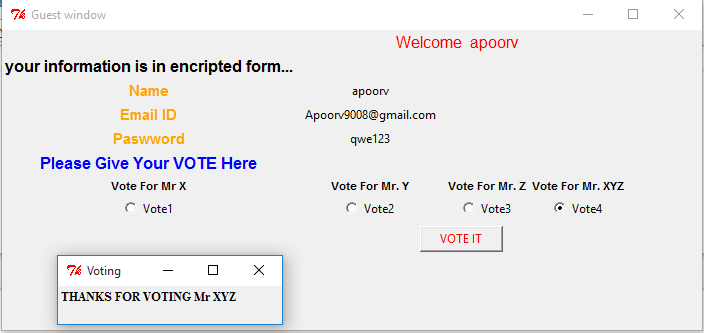 Guest window
Welcome apoorv
your information is in encripted form...
Name apoorv
Email ID Apoorv9008@gmail.com
Paswword qwe123
Please Give Your VOTE Here
Vote For Mr X Vote For Mr. Y Vote For Mr. Z Vote For Mr. XYZ
Vote1 Vote2 Vote3 Vote4
VOTE IT
Voting
THANKS FOR VOTING Mr XYZ